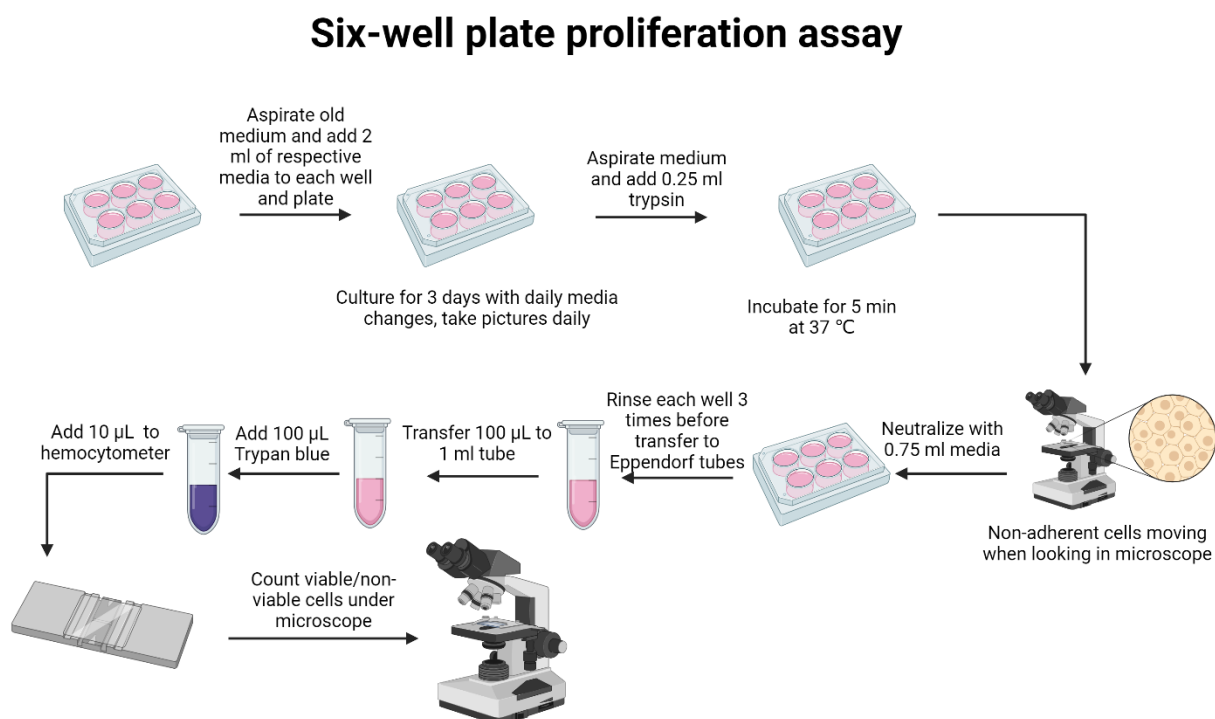 Six-well plate proliferation assay
Aspirate old
medium and add 2
ml of respective
media to each well
and plate
Aspirate medium
and add 0.25 ml
trypsin
Culture for 3 days with daily media
changes, take pictures daily
Incubate for 5 min
at 37 °C
Non-adherent cells moving
when looking in microscope
Neutralize with
0.75 ml media
Rinse each well 3
times before
transfer to
Eppendorf tubes
Transfer 100 µL to
1 ml tube
Add 100 µL
Trypan blue
Add 10 µL to
hemocytometer
Count viable/non-
viable cells under
microscope